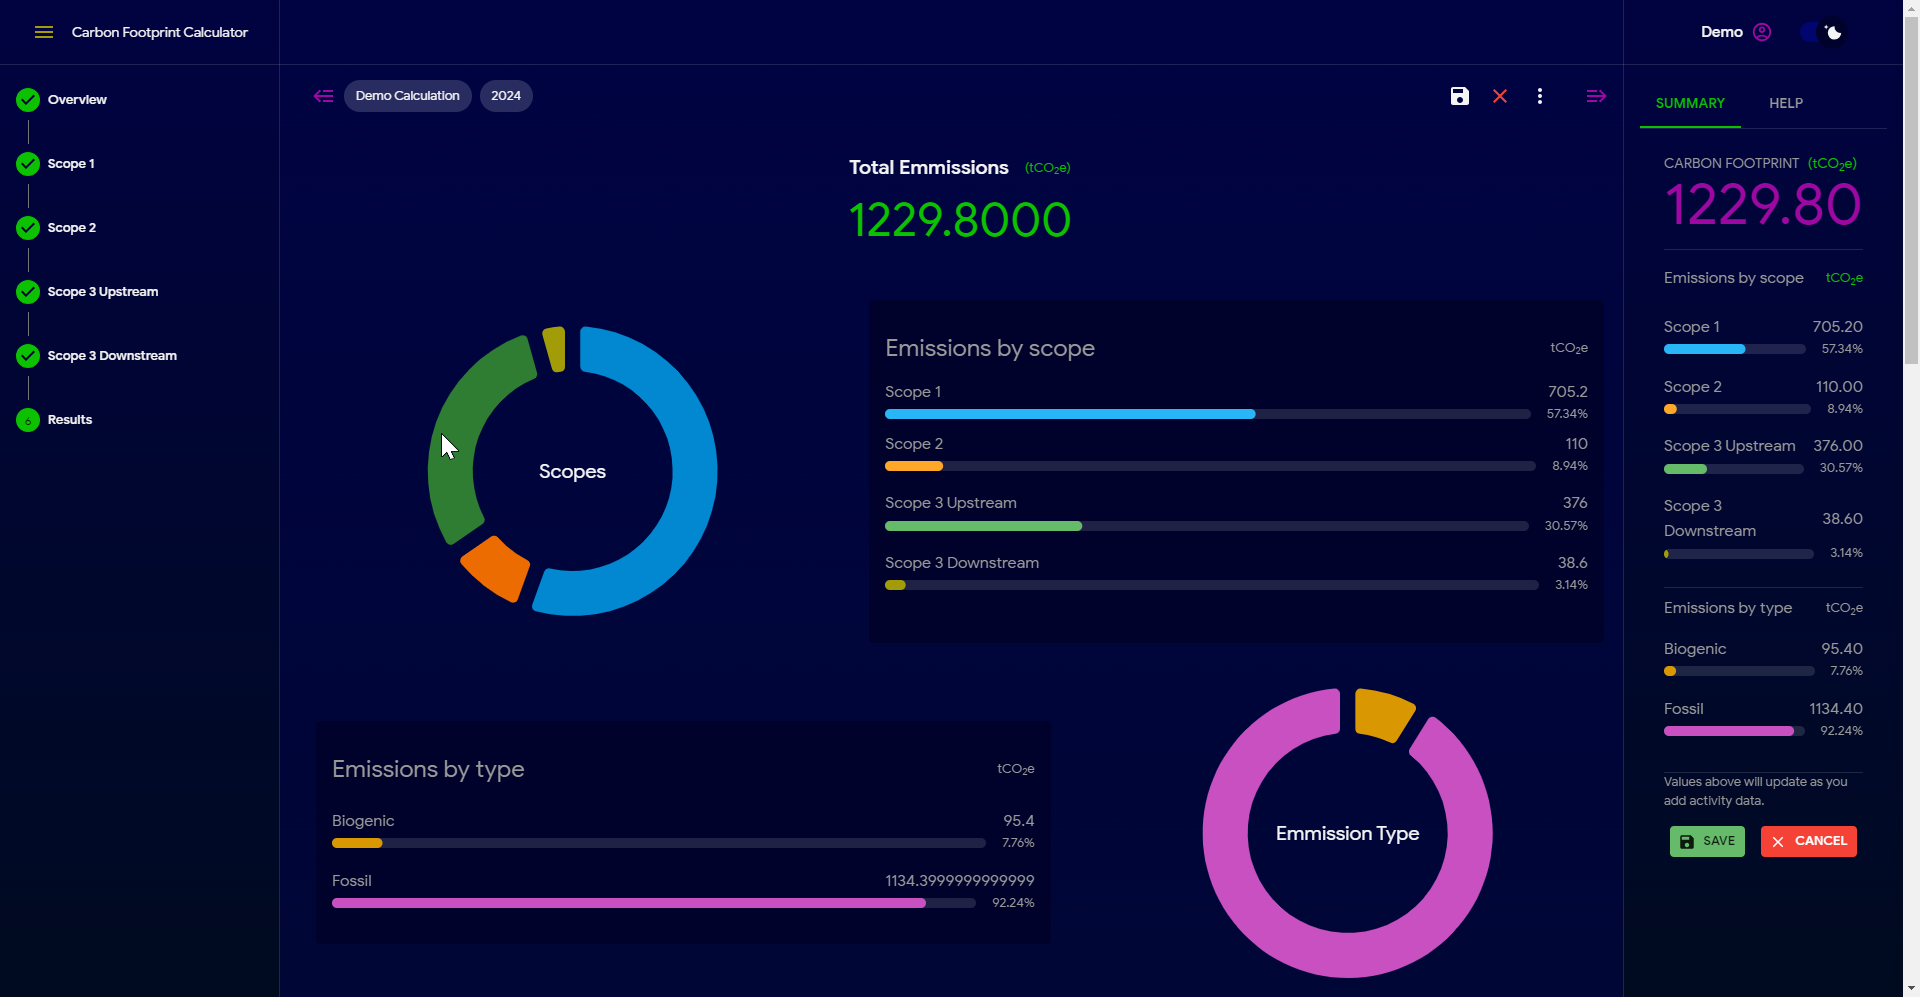 Carbon Footprint Calculator
Demo
Overview
Scope 1
Scope 2
Scope 3 Upstream
Scope 3 Downstream
6 Results
Demo Calculation 2024
Total Emmissions (tCO₂e)
1229.8000
Scopes
Emissions by scope tCO₂e
Scope 1 705.2
57.34%
Scope 2 110
8.94%
Scope 3 Upstream 376
30.57%
Scope 3 Downstream 38.6
3.14%
Emissions by type tCO₂e
Biogenic 95.4
7.76%
Fossil 1134.3999999999999
92.24%
Emmission Type
SUMMARY HELP
CARBON FOOTPRINT (tCO₂e)
1229.80
Emissions by scope tCO₂e
Scope 1 705.20
57.34%
Scope 2 110.00
8.94%
Scope 3 Upstream 376.00
30.57%
Scope 3
Downstream 38.60
3.14%
Emissions by type tCO₂e
Biogenic 95.40
7.76%
Fossil 1134.40
92.24%
Values above will update as you
add activity data.
SAVE CANCEL